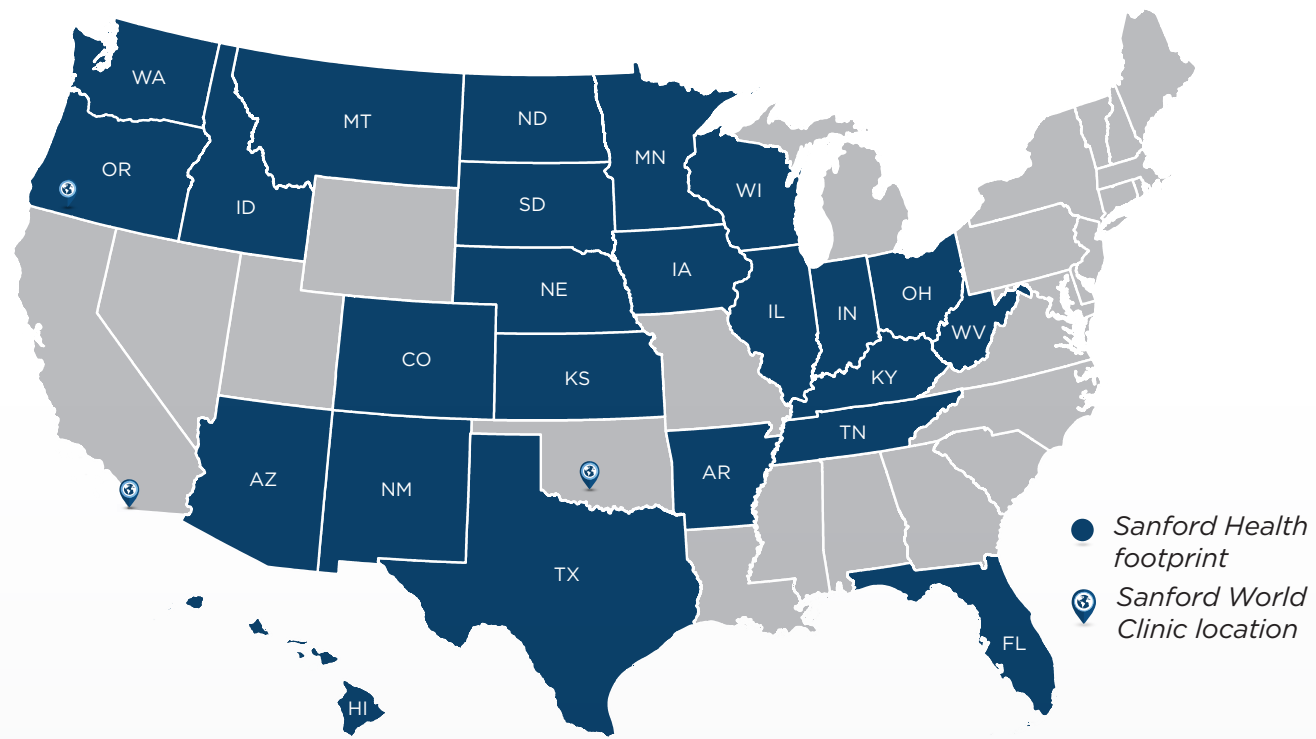 WA
MT
ND
MN
OR
ID
SD
WI
IA
NE
IL
IN
OH
WV
CO
KS
KY
TN
AZ
NM
AR
TX
FL
HI
Sanford Health
footprint
Sanford World
Clinic location